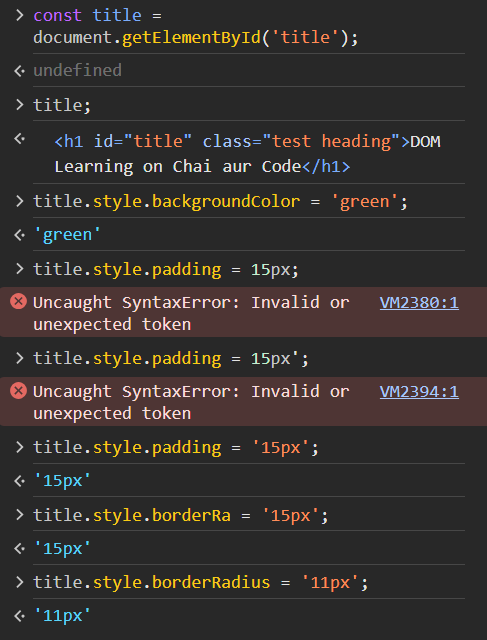 const title =
document.getElementById('title');
undefined
title;
<h1 id="title" class="test heading">DOM
Learning on Chai aur Code</h1>
title.style.backgroundColor = 'green';
'green'
title.style.padding = 15px;
Uncaught SyntaxError: Invalid or VM2380:1
unexpected token
title.style.padding = 15px';
Uncaught SyntaxError: Invalid or VM2394:1
unexpected token
title.style.padding = '15px';
'15px'
title.style.borderRa = '15px';
'15px'
title.style.borderRadius = '11px';
'11px'